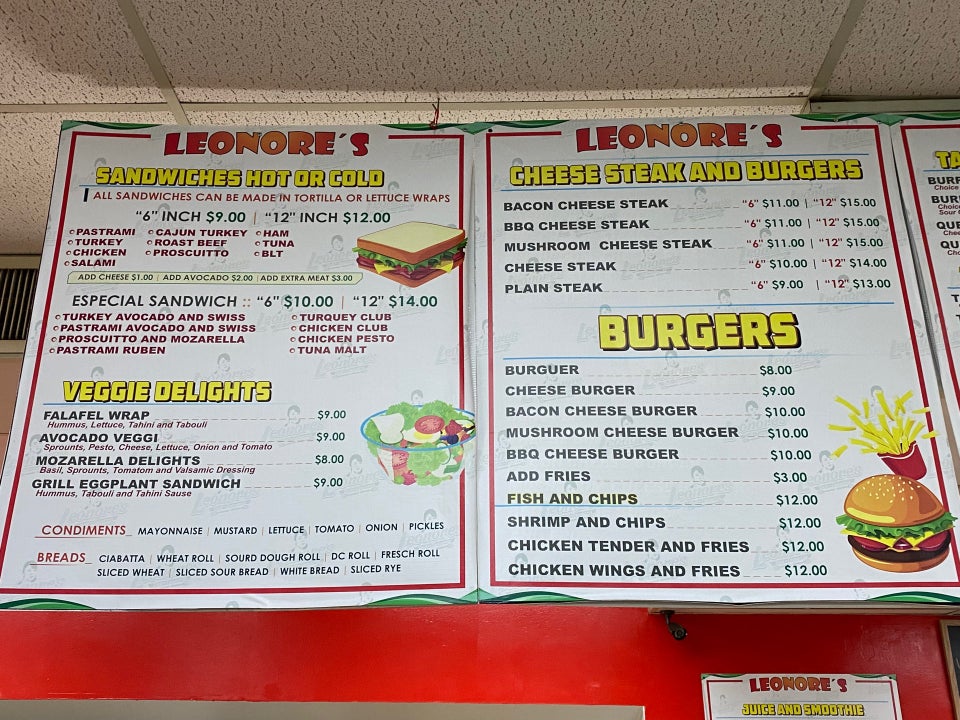 LEONORE´S
SANDWICHES HOT OR COLD
ALL SANDWICHES CAN BE MADE IN TORTILLA OR LETTUCE WRAPS
"6" INCH $9.00 | "12" INCH $12.00
PASTRAMI
TURKEY
CHICKEN
SALAMI
CAJUN TURKEY
ROAST BEEF
PROSCUITTO
HAM
TUNA
BLT
ADD CHEESE $1.00 | ADD AVOCADO $2.00 | ADD EXTRA MEAT $3.00
ESPECIAL SANDWICH :: "6" $10.00 | "12" $14.00
TURKEY AVOCADO AND SWISS
PASTRAMI AVOCADO AND SWISS
PROSCUITTO AND MOZARELLA
PASTRAMI RUBEN
TURQUEY CLUB
CHICKEN CLUB
CHICKEN PESTO
TUNA MALT
VEGGIE DELIGHTS
FALAFEL WRAP $9.00
Hummus, Lettuce, Tahini and Tabouli
AVOCADO VEGGI $9.00
Sprounts, Pesto, Cheese, Lettuce, Onion and Tomato
MOZARELLA DELIGHTS $8.00
Basil, Sprounts, Tomatom and Valsamic Dressing
GRILL EGGPLANT SANDWICH $9.00
Hummus, Tabouli and Tahini Sause
CONDIMENTS_ MAYONNAISE | MUSTARD | LETTUCE | TOMATO | ONION | PICKLES
BREADS_ CIABATTA | WHEAT ROLL | SOURD DOUGH ROLL | DC ROLL | FRESCH ROLL
SLICED WHEAT | SLICED SOUR BREAD | WHITE BREAD | SLICED RYE
LEONORE´S
CHEESE STEAK AND BURGERS
BACON CHEESE STEAK "6" $11.00 | "12" $15.00
BBQ CHEESE STEAK "6" $11.00 | "12" $15.00
MUSHROOM CHEESE STEAK "6" $11.00 | "12" $15.00
CHEESE STEAK "6" $10.00 | "12" $14.00
PLAIN STEAK "6" $9.00 | "12" $13.00
BURGERS
BURGUER $8.00
CHEESE BURGER $9.00
BACON CHEESE BURGER $10.00
MUSHROOM CHEESE BURGER $10.00
BBQ CHEESE BURGER $10.00
ADD FRIES $3.00
FISH AND CHIPS $12.00
SHRIMP AND CHIPS $12.00
CHICKEN TENDER AND FRIES $12.00
CHICKEN WINGS AND FRIES $12.00
LEONORE´S
JUICE AND SMOOTHIE